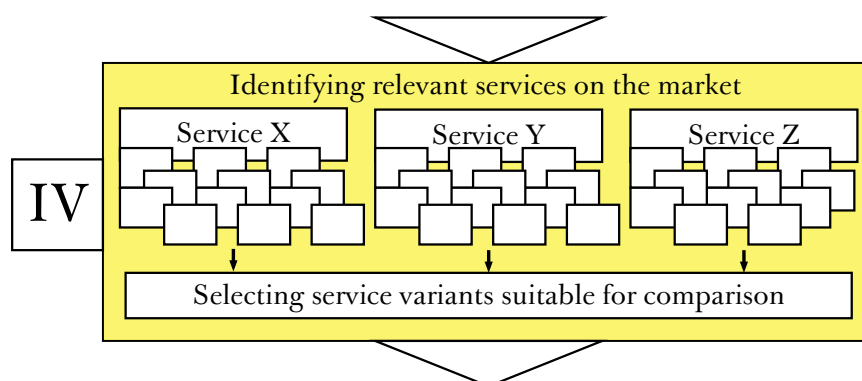 Identifying relevant services on the market
Service X
Service Y
Service Z
IV
Selecting service variants suitable for comparison